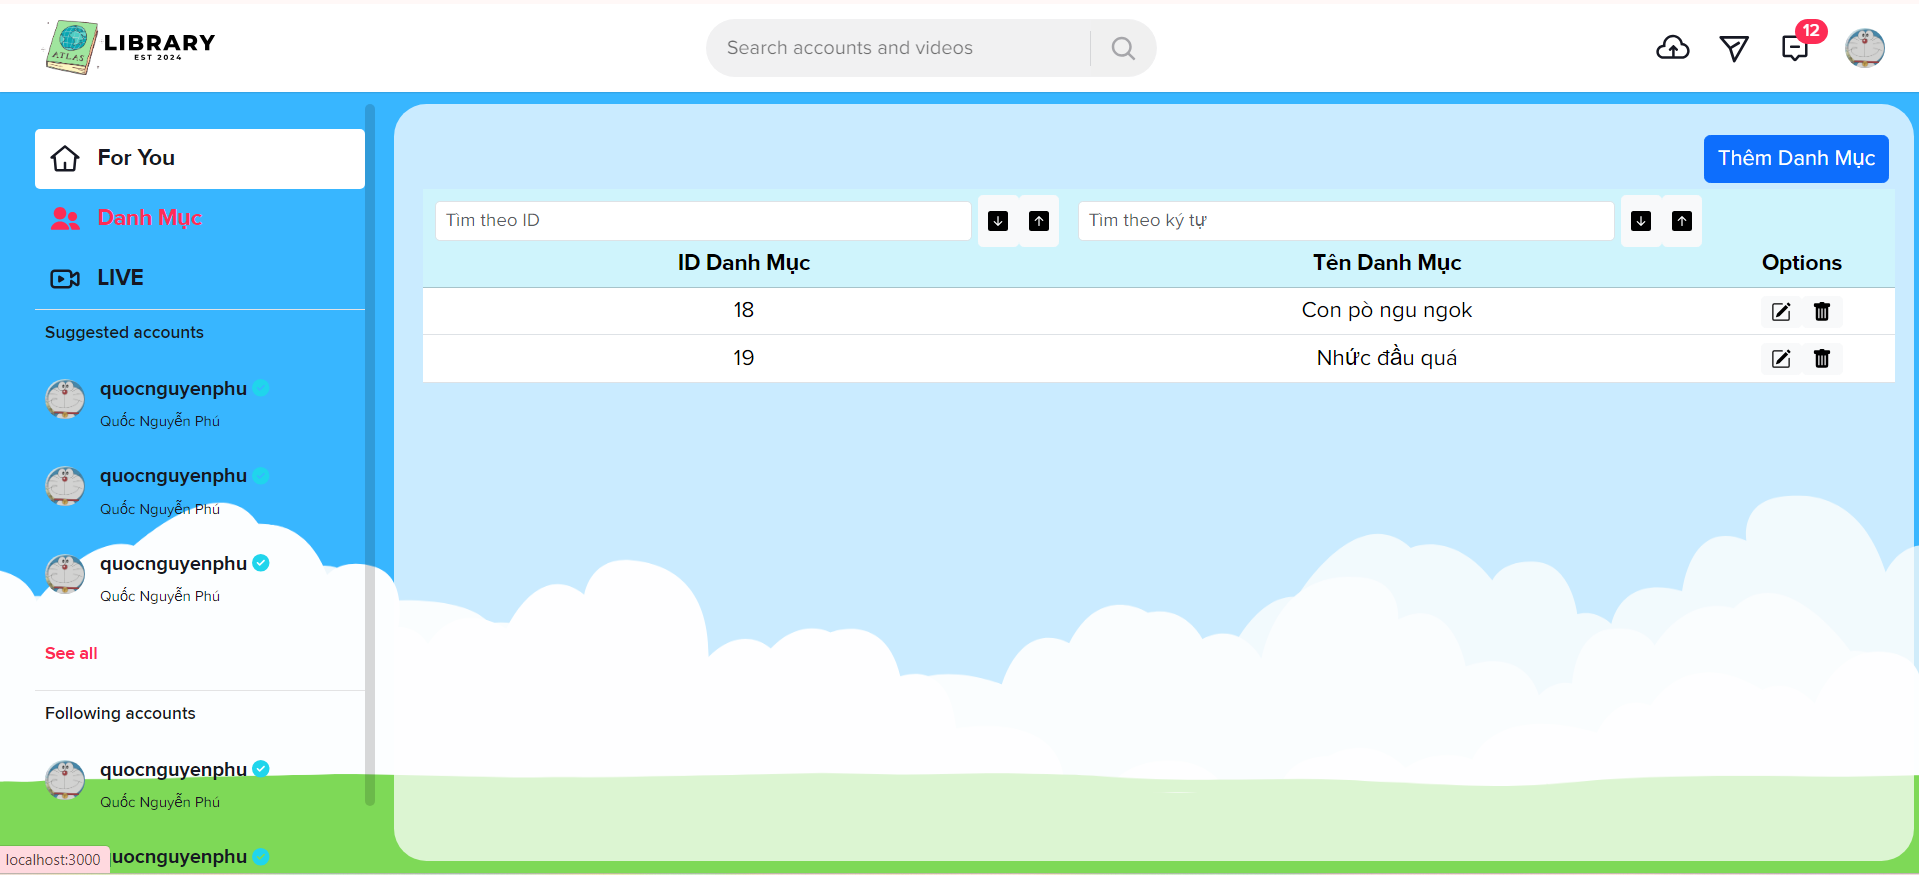 ATLAS
LIBRARY
EST 2024
Search accounts and videos
12
For You
Danh Mục
LIVE
Suggested accounts
quocnguyenphu
Quốc Nguyễn Phú
quocnguyenphu
Quốc Nguyễn Phú
quocnguyenphu
Quốc Nguyễn Phú
See all
Following accounts
quocnguyenphu
Quốc Nguyễn Phú
uocnguyenphu
localhost:3000
Thêm Danh Mục
Tìm theo ID
Tìm theo ký tự
ID Danh Mục
Tên Danh Mục
Options
18
Con pò ngu ngok
19
Nhức đầu quá